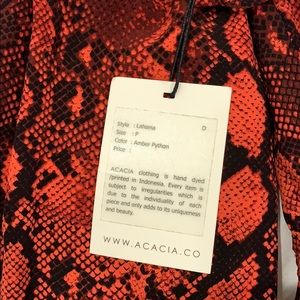 Style : Lahaina D
Size : P
Color : Amber Python
Price :
ACACIA clothing is hand dyed
/printed in Indonesia. Every item is
subject to irregularities which is
due to the individuality of each
piece and only adds to its uniqueness
and beauty.
WWW.ACACIA.CO